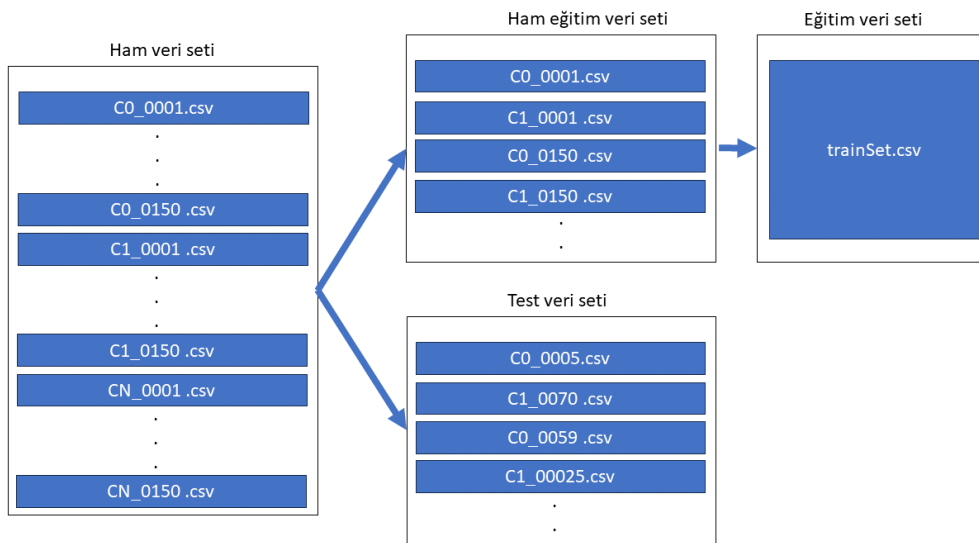 Ham veri seti
C0_0001.csv
.
.
.
C0_0150 .csv
C1_0001 .csv
.
.
.
C1_0150 .csv
CN_0001 .csv
.
.
.
CN_0150 .csv
Ham eğitim veri seti
C0_0001.csv
C1_0001 .csv
C0_0150 .csv
C1_0150 .csv
.
.
Eğitim veri seti
trainSet.csv
Test veri seti
C0_0005.csv
C1_0070 .csv
C0_0059 .csv
C1_00025.csv
.
.